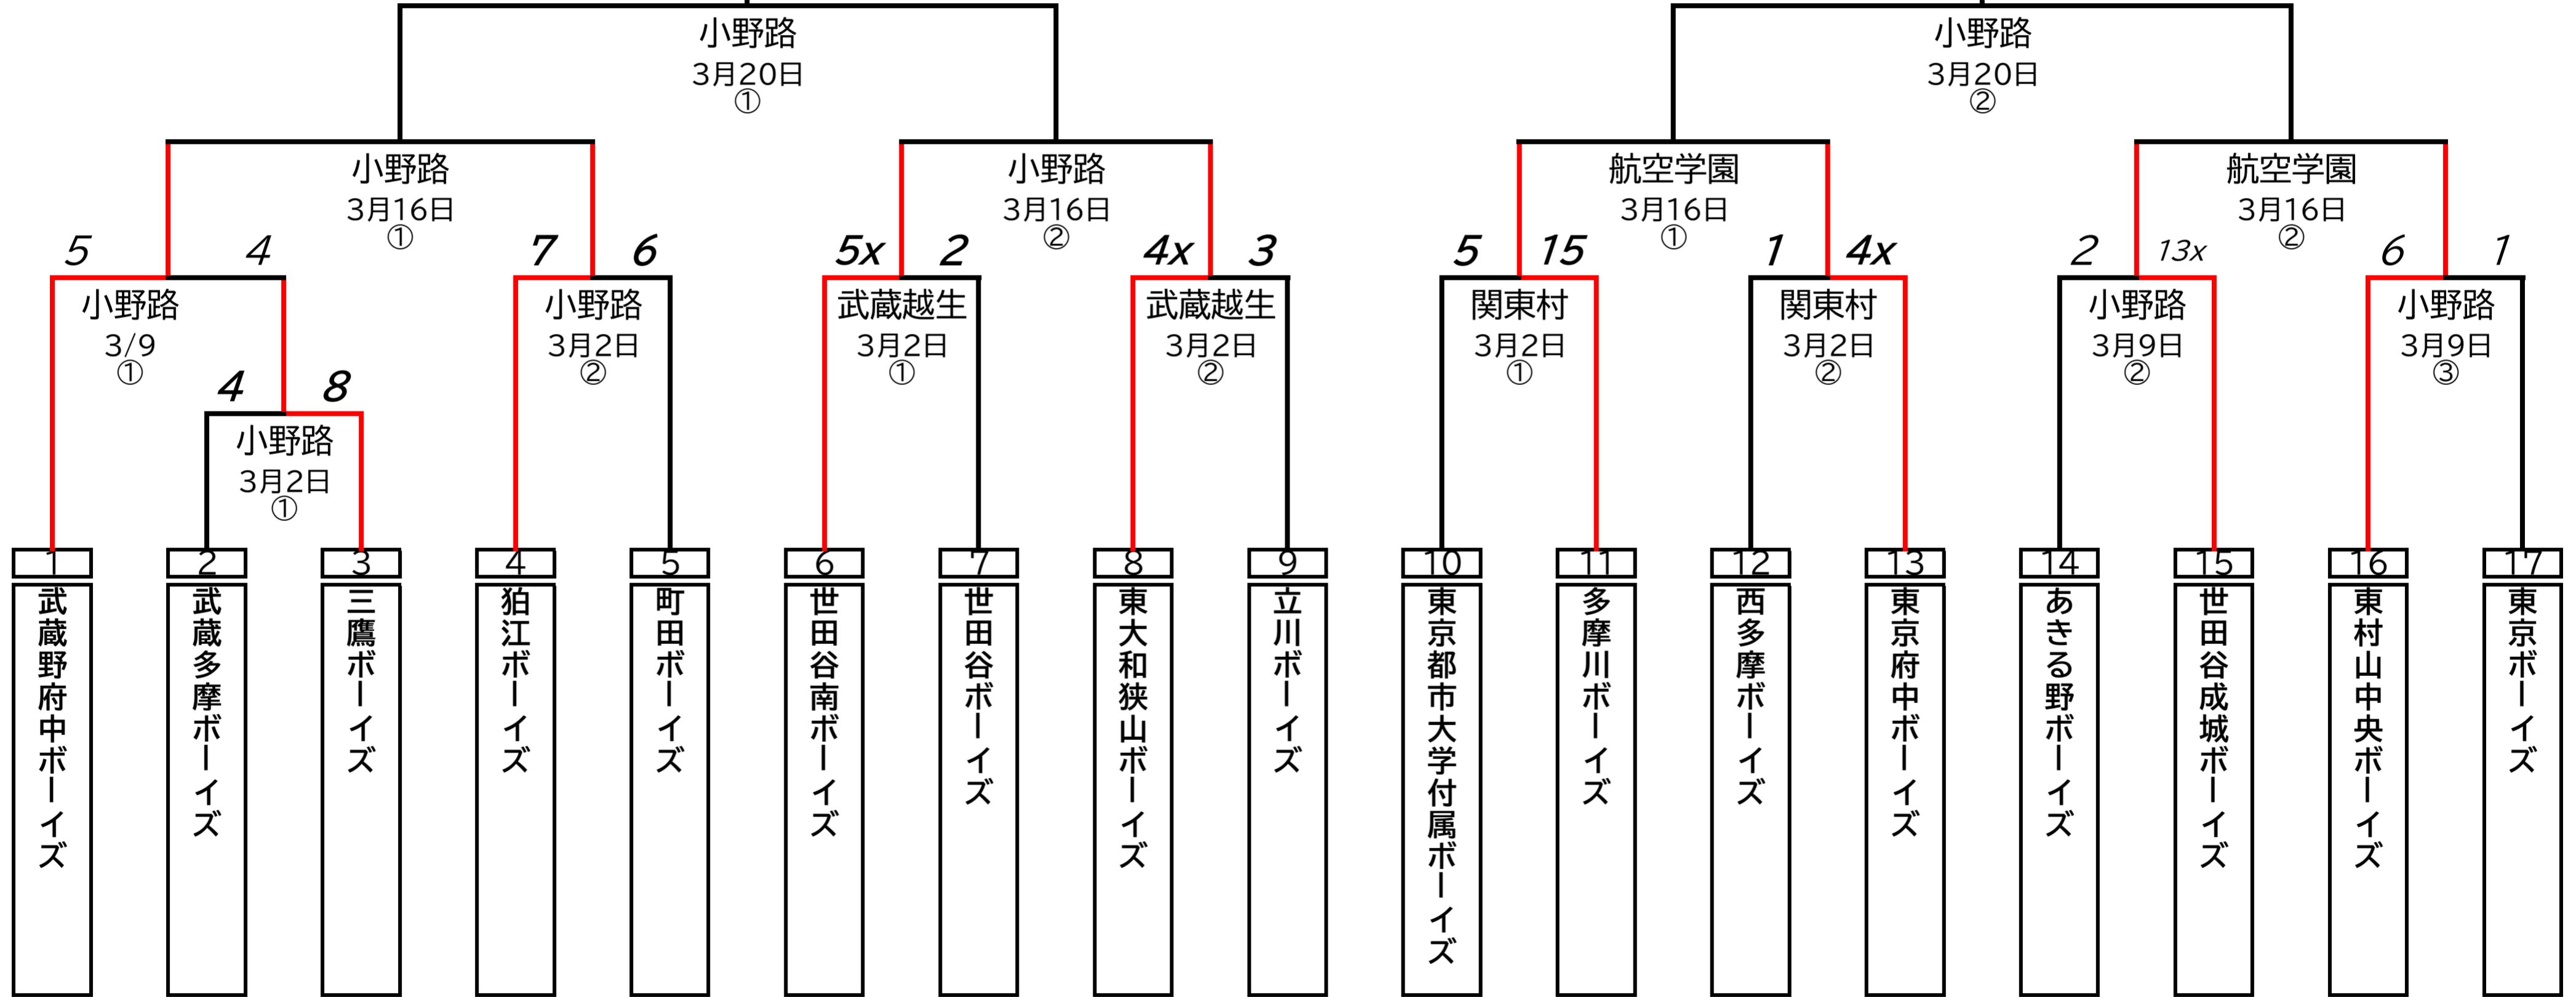 小野路
3月20日
①
小野路
3月20日
②
小野路
3月16日
①
小野路
3月16日
②
航空学園
3月16日
①
航空学園
3月16日
②
5
4
7
6
5x
2
4x
3
5
15
1
4x
2
13x
6
1
小野路
3/9
①
小野路
3月2日
②
武蔵越生
3月2日
①
武蔵越生
3月2日
②
関東村
3月2日
①
関東村
3月2日
②
小野路
3月9日
②
小野路
3月9日
③
4
8
小野路
3月2日
①
1
2
3
4
5
6
7
8
9
10
11
12
13
14
15
16
17
武蔵野府中ボーイズ
武蔵多摩ボーイズ
三鷹ボーイズ
狛江ボーイズ
町田ボーイズ
世田谷南ボーイズ
世田谷ボーイズ
東大和狭山ボーイズ
立川ボーイズ
東京都市大学付属ボーイズ
多摩川ボーイズ
西多摩ボーイズ
東京府中ボーイズ
あきる野ボーイズ
世田谷成城ボーイズ
東村山中央ボーイズ
東京ボーイズ